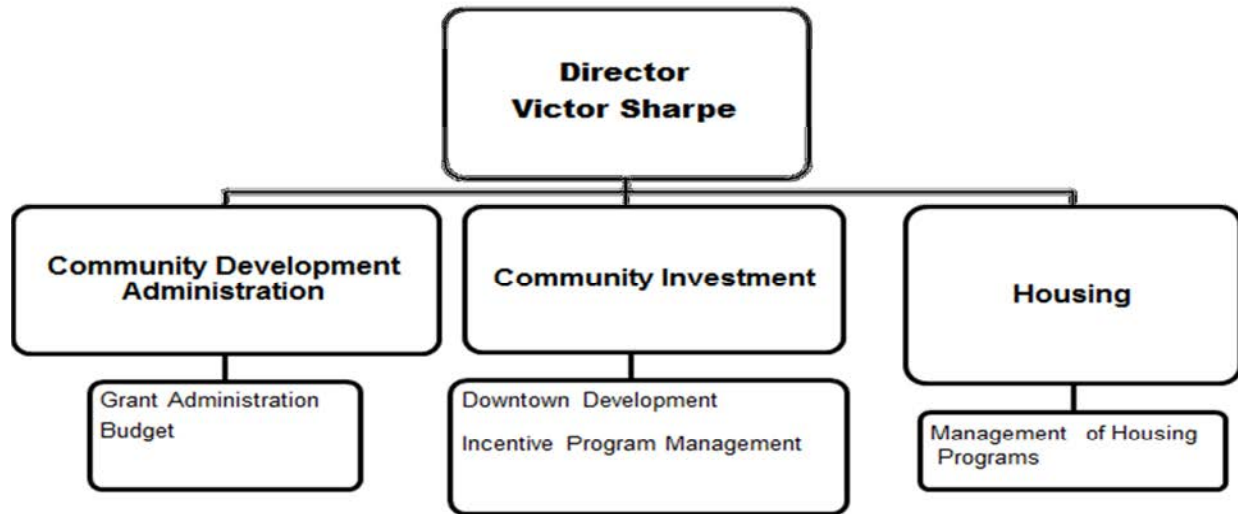 Director
Victor Sharpe
Community Development
Administration
Community Investment
Housing
Grant Administration
Budget
Downtown Development
Incentive Program Management
Management of Housing
Programs